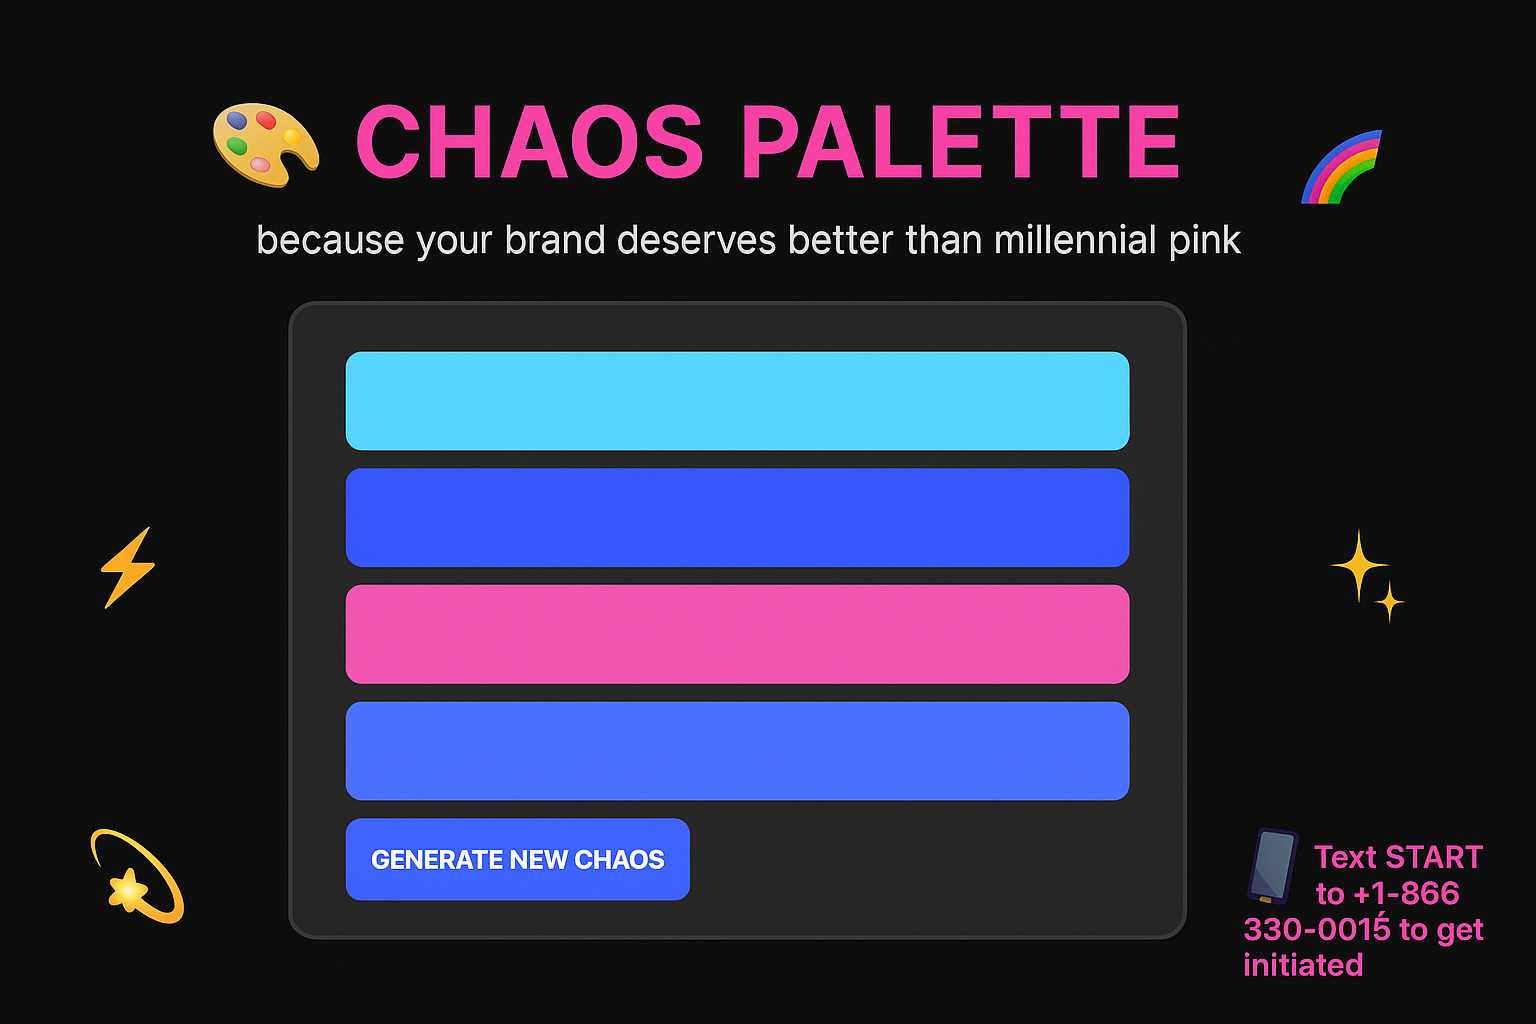 CHAOS PALETTE
because your brand deserves better than millennial pink
GENERATE NEW CHAOS
Text START
to +1-866
330-0015́ to get
initiated